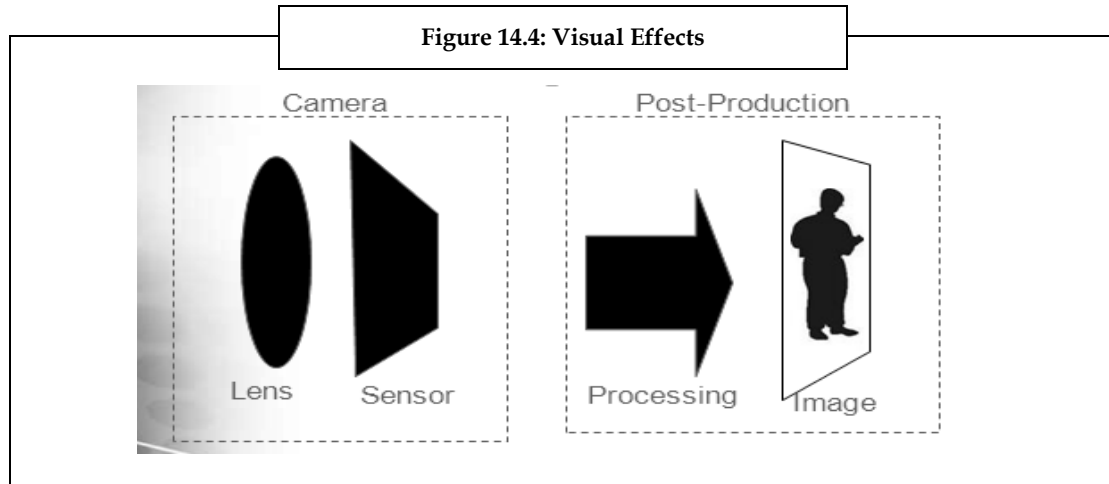 Figure 14.4: Visual Effects
Camera
Post-Production
Lens
Sensor
Processing
Image